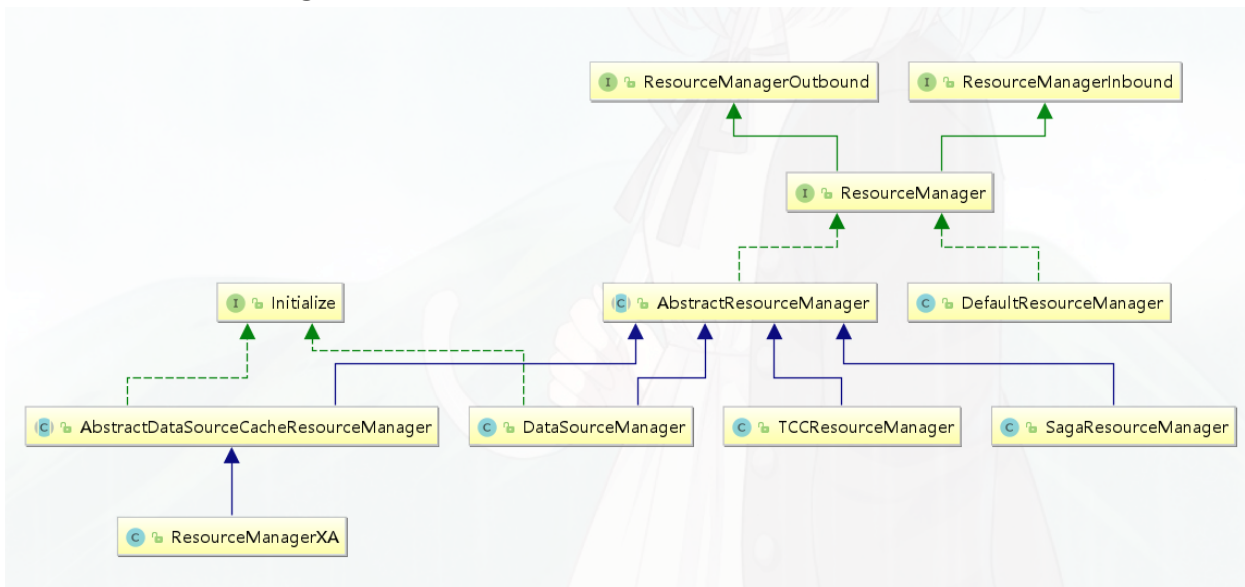 ResourceManagerOutbound
ResourceManagerInbound
ResourceManager
Initialize
AbstractResourceManager
DefaultResourceManager
AbstractDataSourceCacheResourceManager
DataSourceManager
TCCResourceManager
SagaResourceManager
ResourceManagerXA